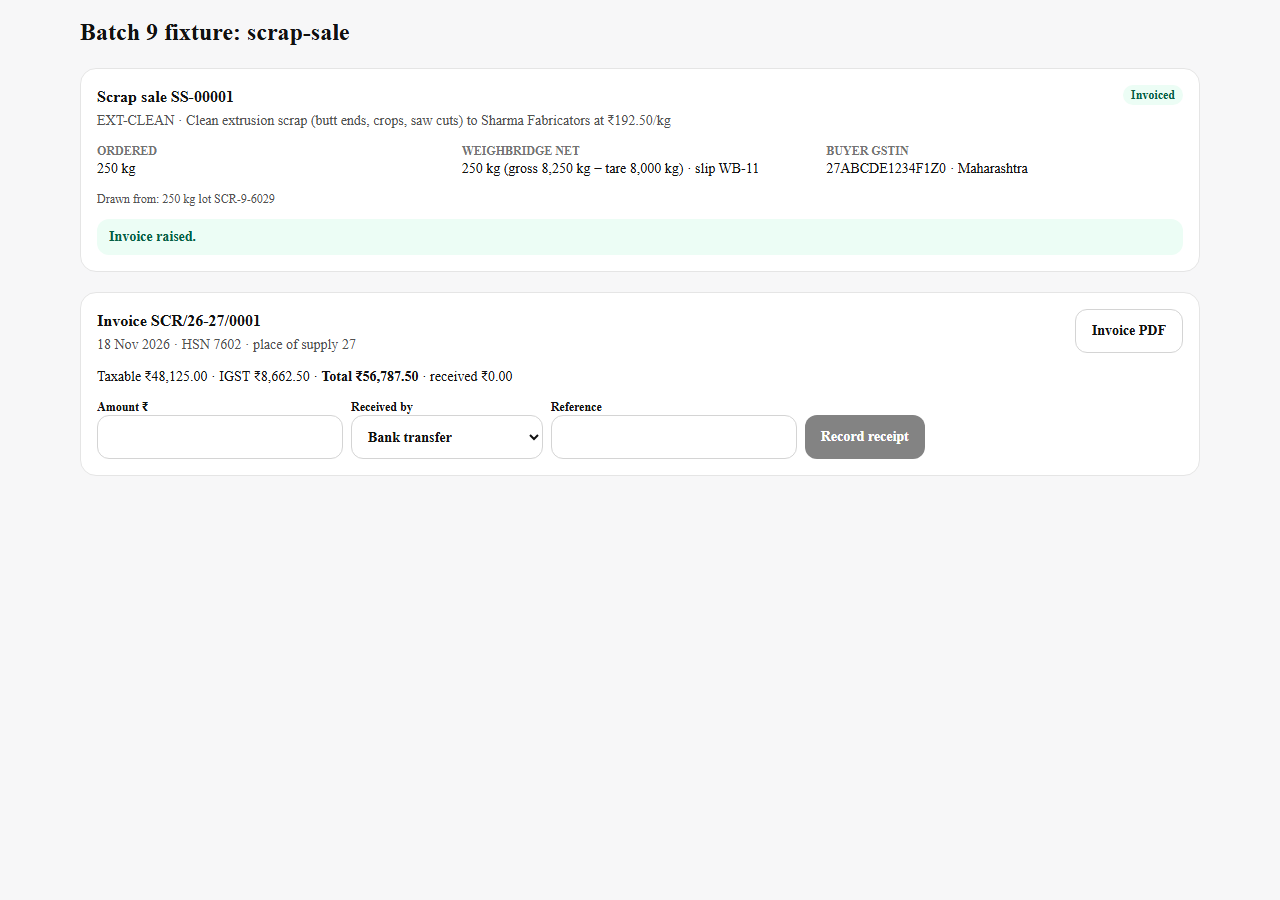 Batch 9 fixture: scrap-sale
Scrap sale SS-00001
Invoiced
EXT-CLEAN · Clean extrusion scrap (butt ends, crops, saw cuts) to Sharma Fabricators at ₹192.50/kg
ORDERED
250 kg
WEIGHBRIDGE NET
250 kg (gross 8,250 kg − tare 8,000 kg) · slip WB-11
BUYER GSTIN
27ABCDE1234F1Z0 · Maharashtra
Drawn from: 250 kg lot SCR-9-6029
Invoice raised.
Invoice SCR/26-27/0001
Invoice PDF
18 Nov 2026 · HSN 7602 · place of supply 27
Taxable ₹48,125.00 · IGST ₹8,662.50 · Total ₹56,787.50 · received ₹0.00
Amount ₹
Received by
Bank transfer
Reference
Record receipt